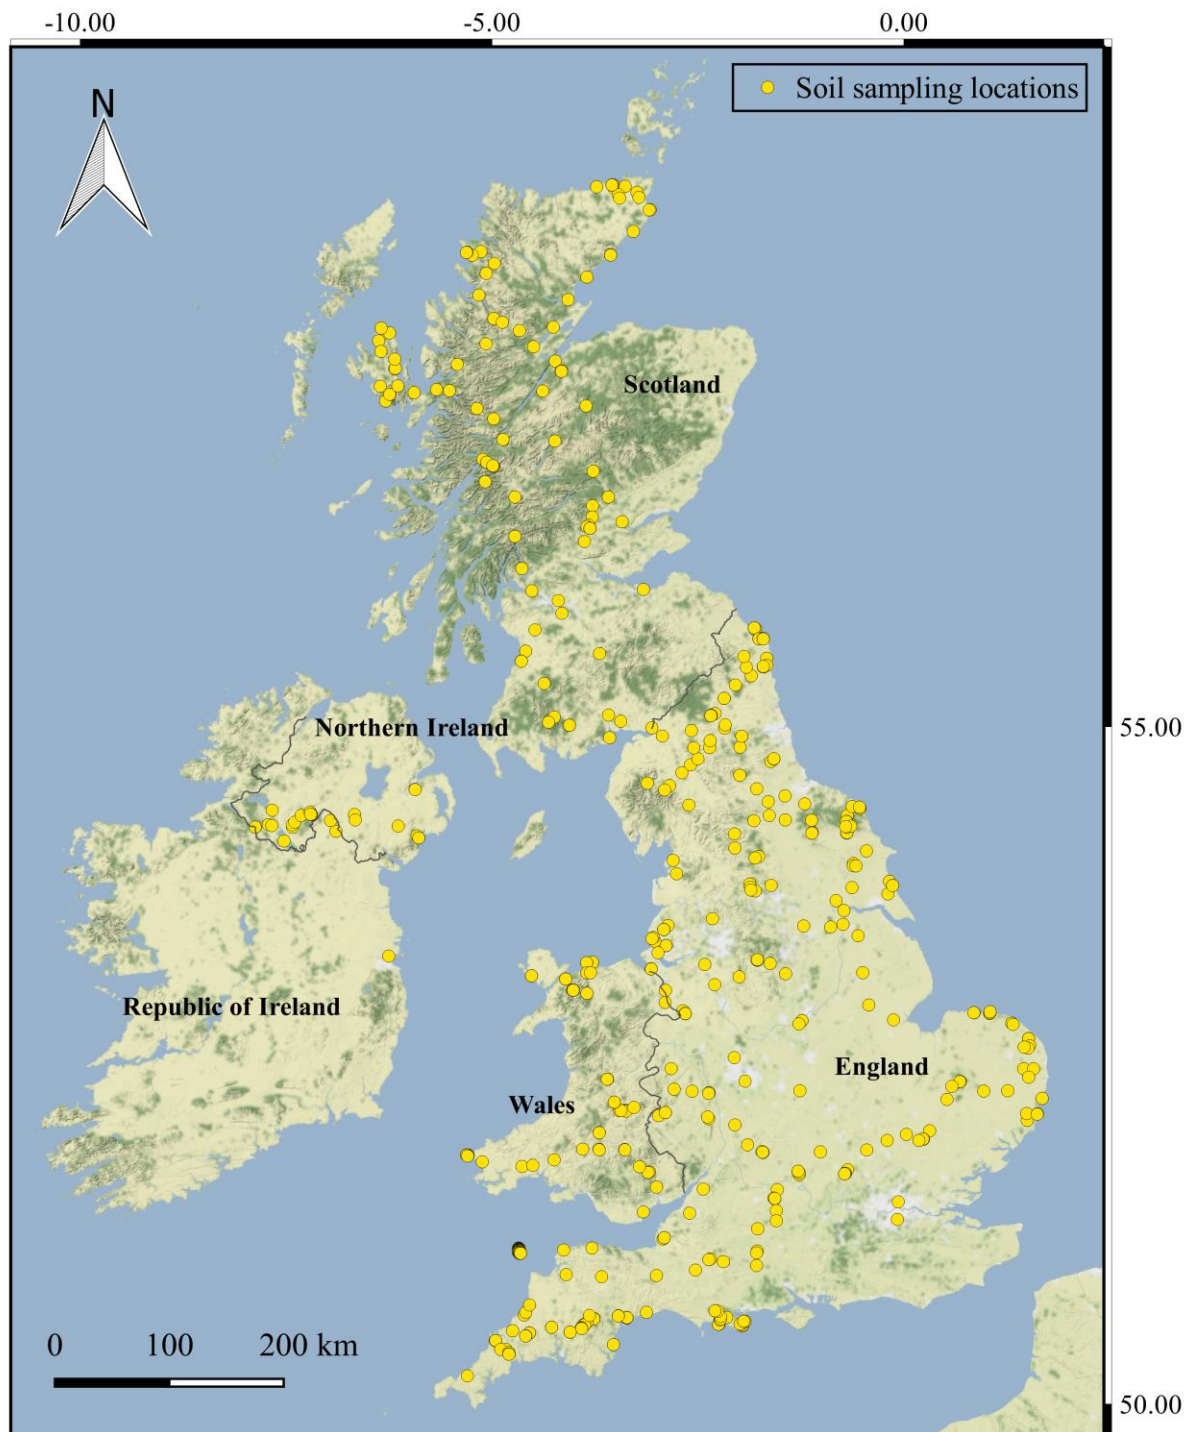 -10.00 -5.00 0.00
N
Soil sampling locations
Scotland
Northern Ireland
55.00
Republic of Ireland
England
Wales
0 100 200 km
50.00